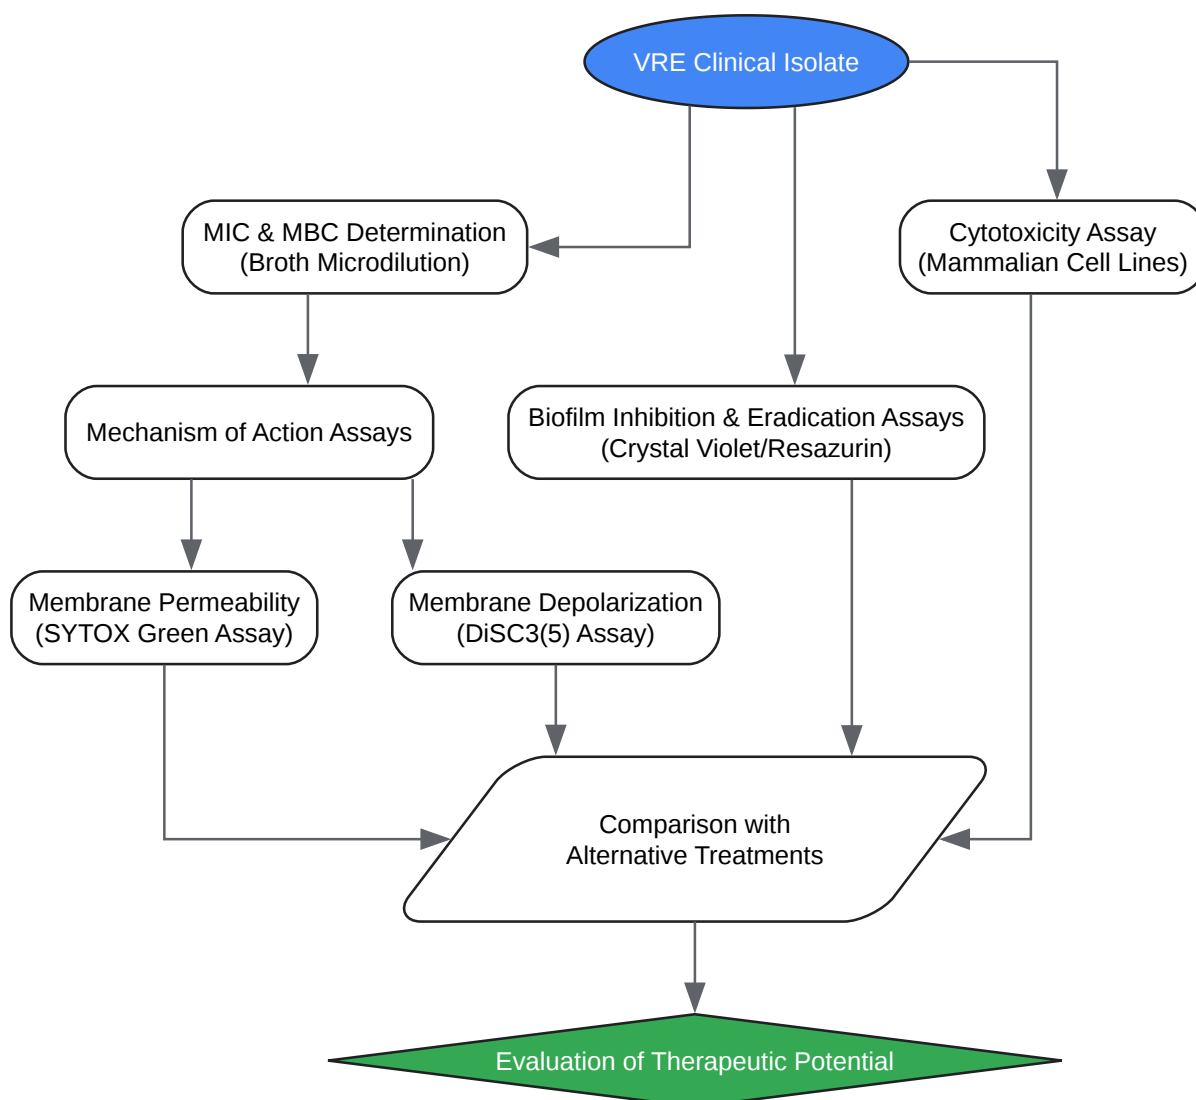 VRE Clinical Isolate
MIC & MBC Determination
(Broth Microdilution)
Cytotoxicity Assay
(Mammalian Cell Lines)
Mechanism of Action Assays
Biofilm Inhibition & Eradication Assays
(Crystal Violet/Resazurin)
Membrane Permeability
(SYTOX Green Assay)
Membrane Depolarization
(DiSC3(5) Assay)
Comparison with
Alternative Treatments
Evaluation of Therapeutic Potential